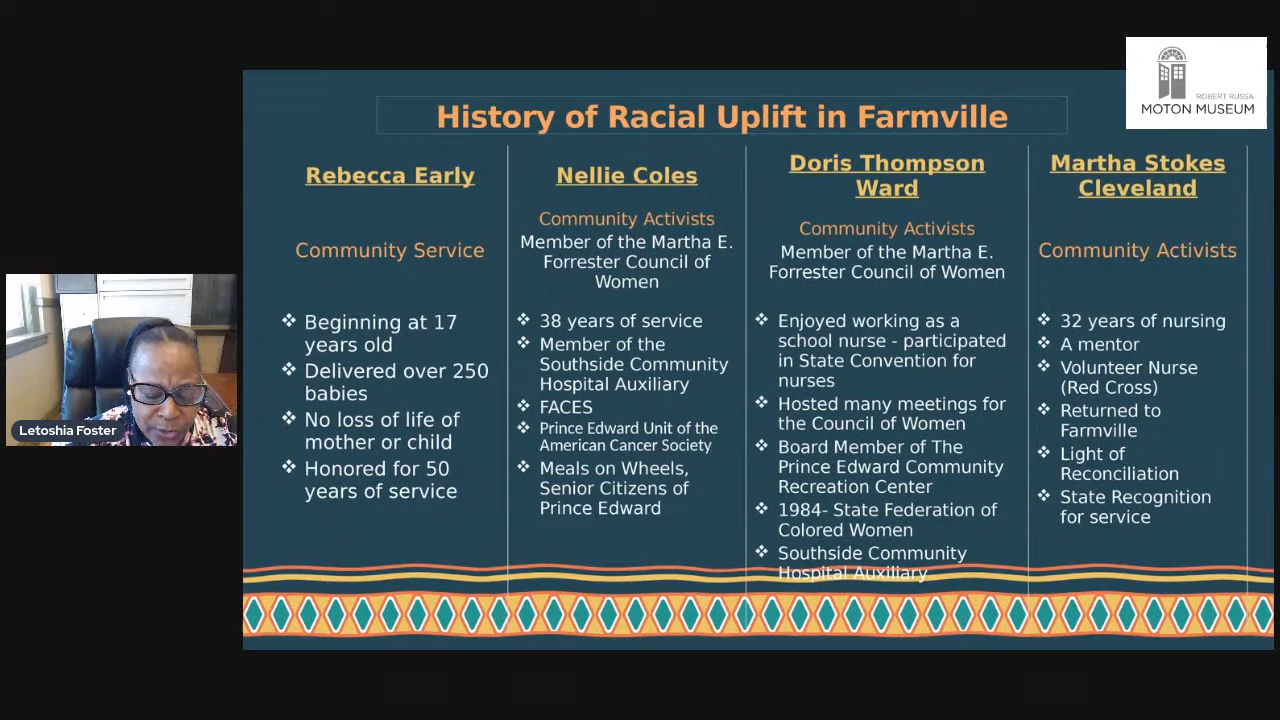 ROBERT RUSSA
MOTON MUSEUM
History of Racial Uplift in Farmville
Rebecca Early
Community Service
❖ Beginning at 17
years old
❖ Delivered over 250
babies
❖ No loss of life of
mother or child
❖ Honored for 50
years of service
Nellie Coles
Community Activists
Member of the Martha E.
Forrester Council of
Women
❖ 38 years of service
❖ Member of the
Southside Community
Hospital Auxiliary
❖ FACES
❖ Prince Edward Unit of the
American Cancer Society
❖ Meals on Wheels,
Senior Citizens of
Prince Edward
Doris Thompson
Ward
Community Activists
Member of the Martha E.
Forrester Council of Women
❖ Enjoyed working as a
school nurse - participated
in State Convention for
nurses
❖ Hosted many meetings for
the Council of Women
❖ Board Member of The
Prince Edward Community
Recreation Center
❖ 1984- State Federation of
Colored Women
❖ Southside Community
Hospital Auxiliary
Martha Stokes
Cleveland
Community Activists
❖ 32 years of nursing
❖ A mentor
❖ Volunteer Nurse
(Red Cross)
❖ Returned to
Farmville
❖ Light of
Reconciliation
❖ State Recognition
for service
Letoshia Foster